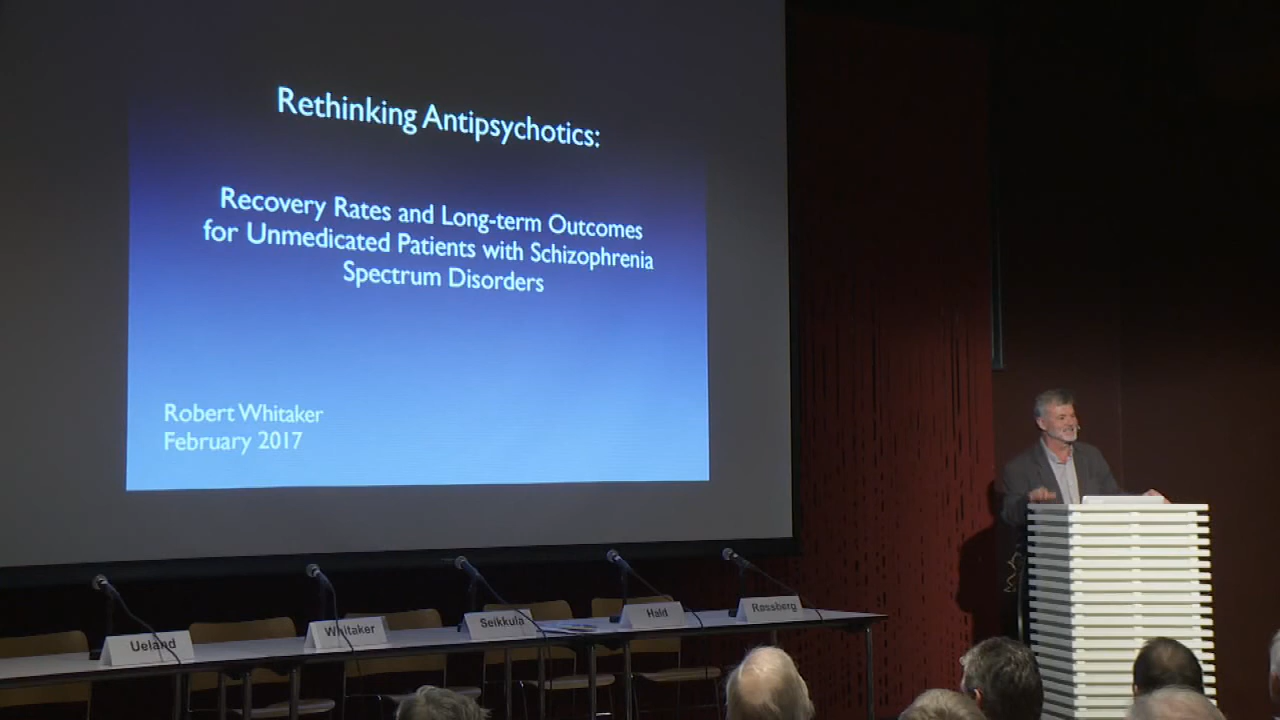 Rethinking Antipsychotics:
Recovery Rates and Long-term Outcomes
for Unmedicated Patients with Schizophrenia
Spectrum Disorders
Robert Whitaker
February 2017
Ueland
Whitaker
Seikkula
Hald
Røssberg